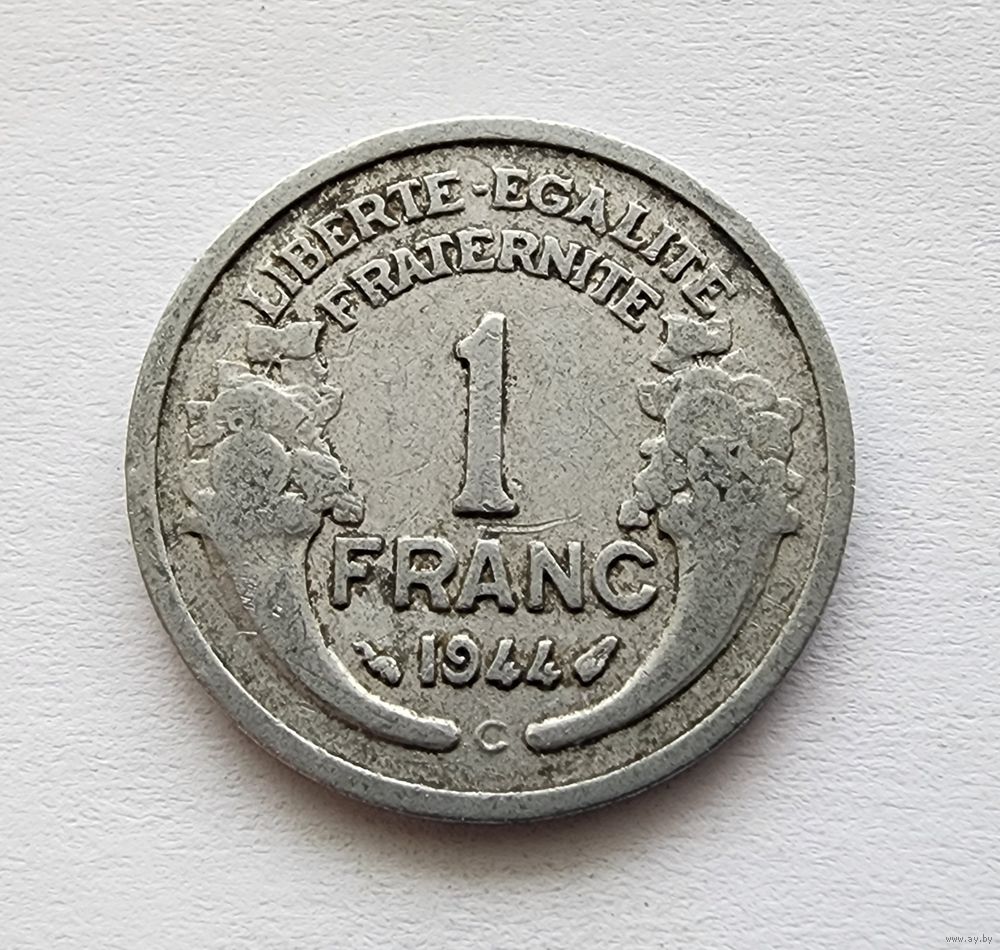 LIBERTE-EGALITE
FRATERNITE
1
FRANC
1944
C
www.ay.by